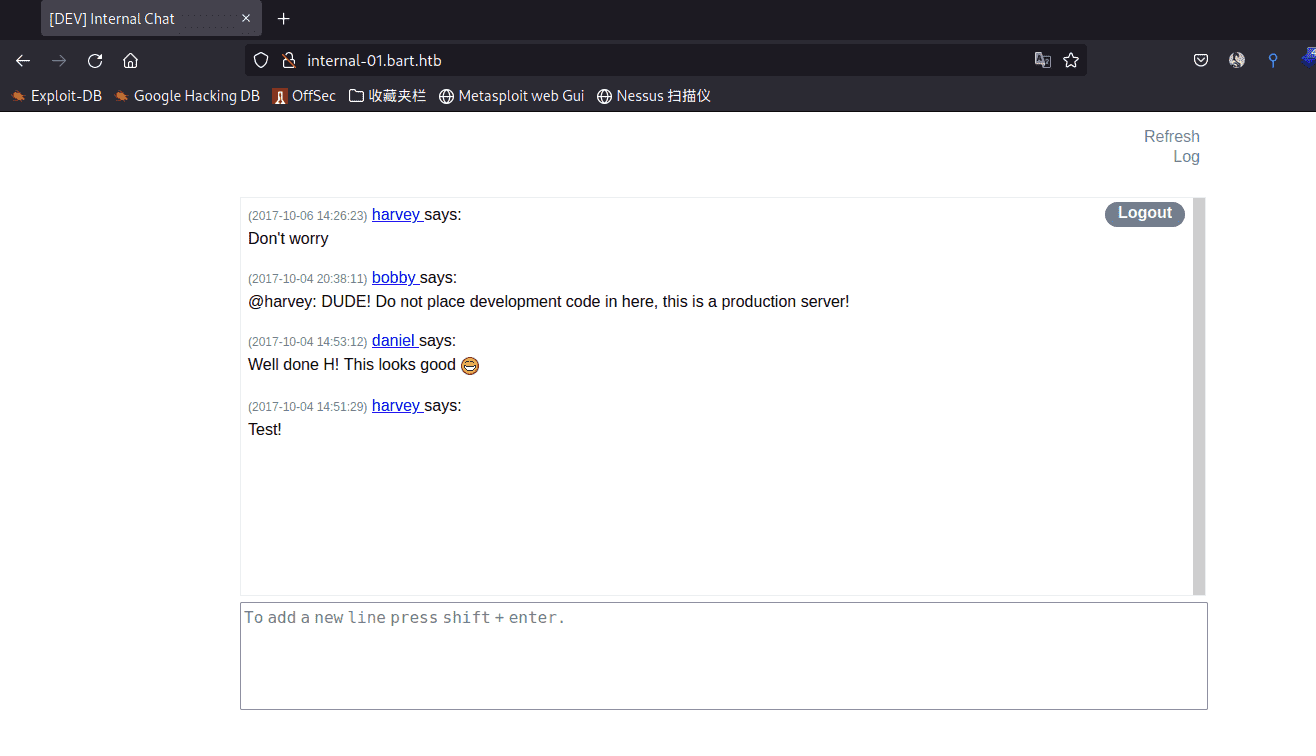 [DEV] Internal Chat
internal-01.bart.htb
Exploit-DB Google Hacking DB OffSec 收藏夹栏 Metasploit web Gui Nessus 扫描仪
Refresh
Log
(2017-10-06 14:26:23) harvey says:
Logout
Don't worry
(2017-10-04 20:38:11) bobby says:
@harvey: DUDE! Do not place development code in here, this is a production server!
(2017-10-04 14:53:12) daniel says:
Well done H! This looks good
(2017-10-04 14:51:29) harvey says:
Test!
To add a new line press shift + enter.